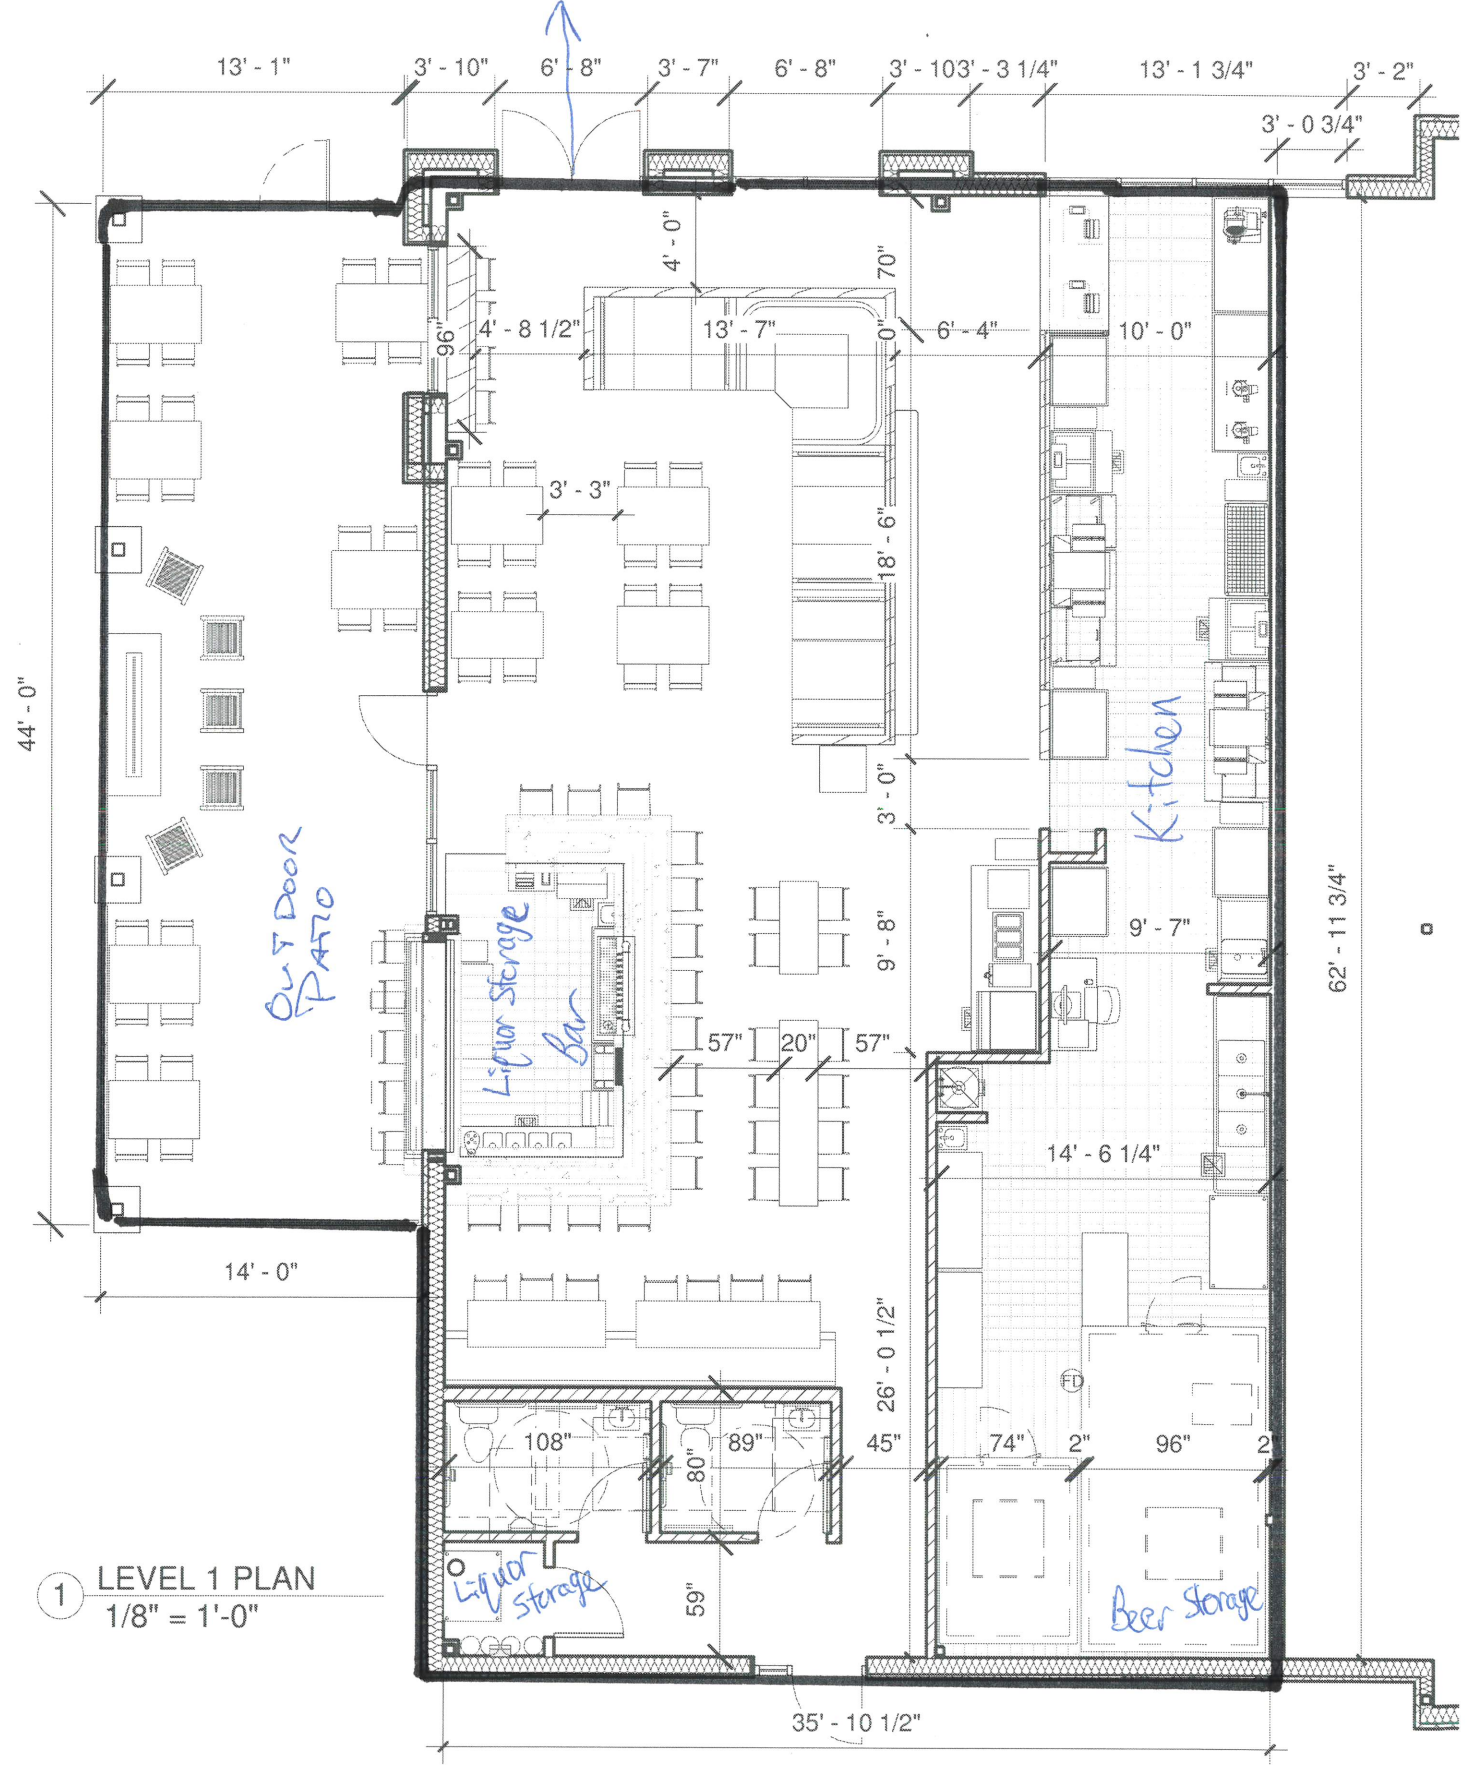 13' - 1"
3' - 10"
6' - 8"
3' - 7"
6' - 8"
3' - 10
3' - 3 1/4"
13' - 1 3/4"
3' - 2"
3' - 0 3/4"
4' - 0"
70"
96"
4' - 8 1/2"
13' - 7"
0"
6' - 4"
10' - 0"
3' - 3"
18' - 6"
44' - 0"
Kitchen
3' - 0"
OutDOOR
PATIO
Liquor Storage
Bar
9' - 8"
9' - 7"
62' - 11 3/4"
57"
20"
57"
14' - 6 1/4"
14' - 0"
26' - 0 1/2"
FD
108"
89"
80"
45"
74"
2"
96"
2"
1
LEVEL 1 PLAN
1/8" = 1'-0"
Liquor
Storage
59"
Beer Storage
35' - 10 1/2"